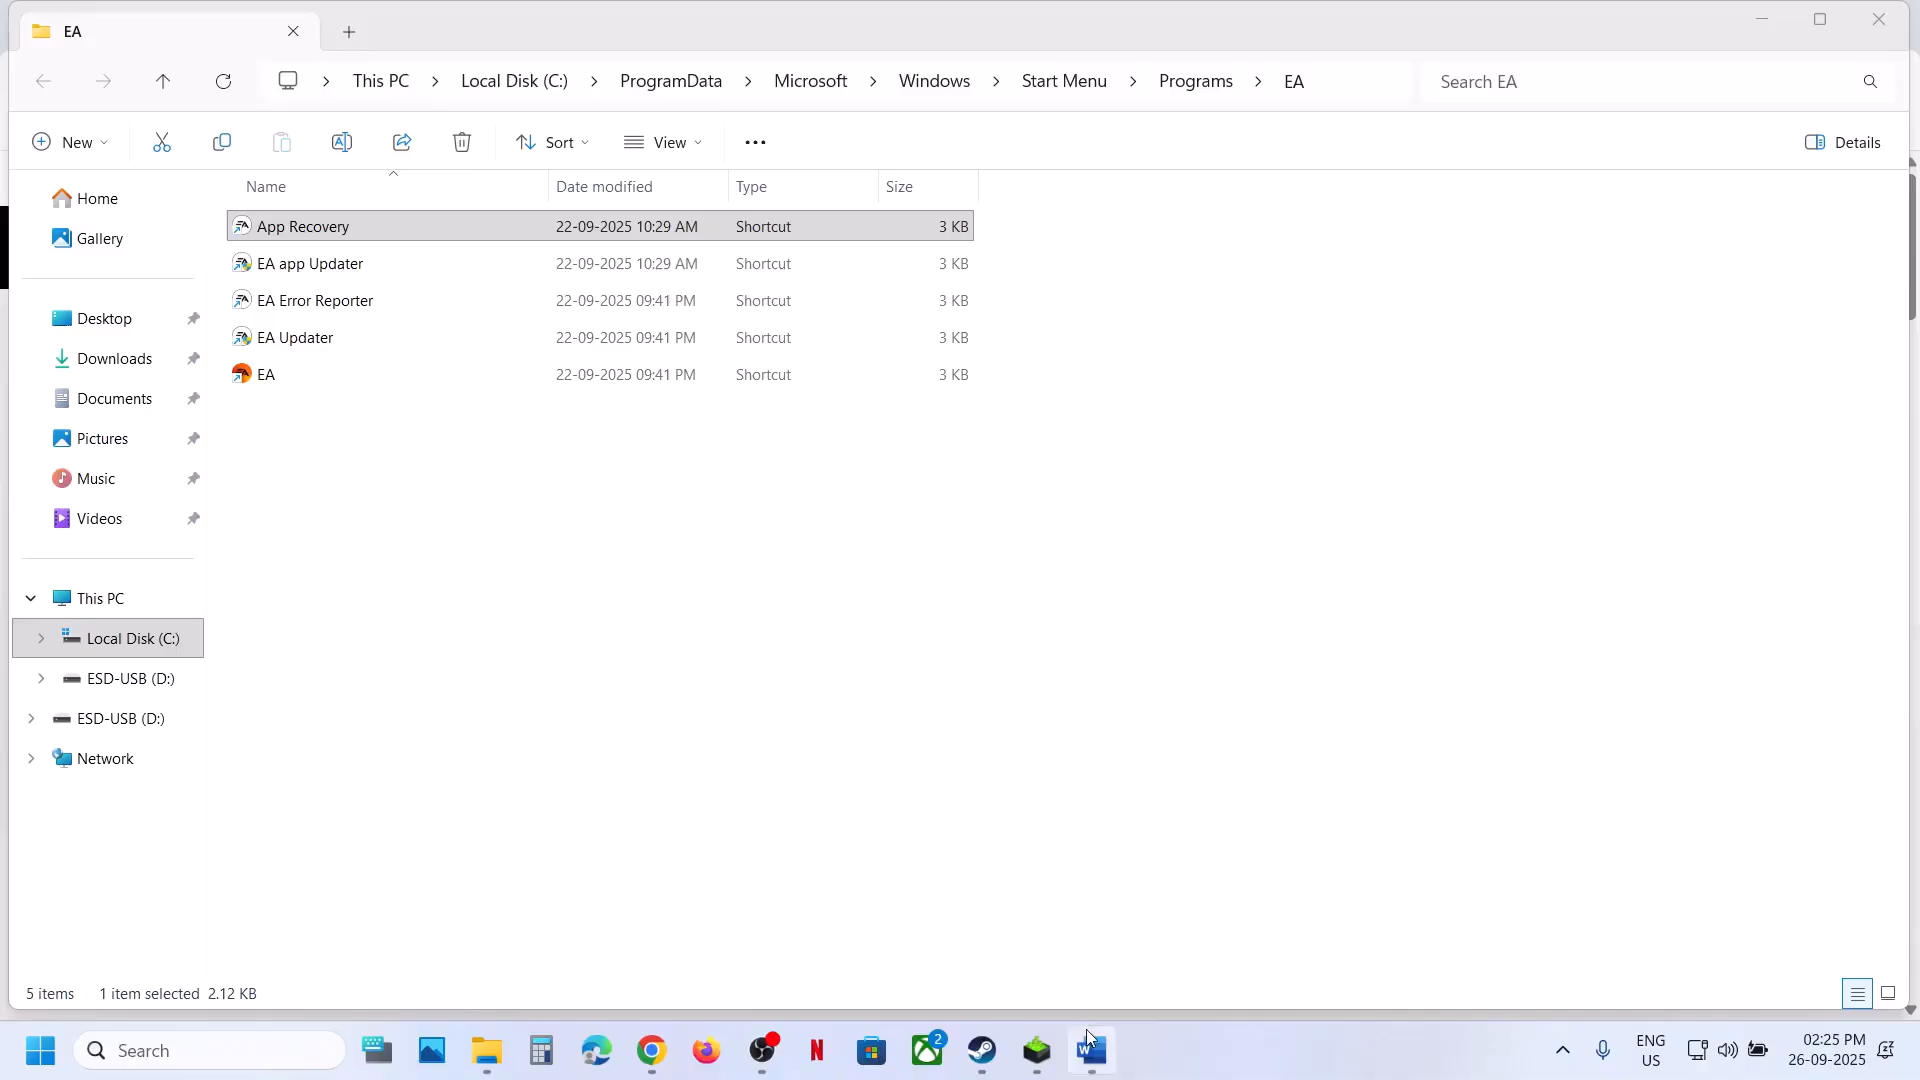 EA
This PC
Local Disk (C:)
ProgramData
Microsoft
Windows
Start Menu
Programs
EA
Search EA
New
Sort
View
Details
Name
Date modified
Type
Size
App Recovery 22-09-2025 10:29 AM Shortcut 3 KB
EA app Updater 22-09-2025 10:29 AM Shortcut 3 KB
EA Error Reporter 22-09-2025 09:41 PM Shortcut 3 KB
EA Updater 22-09-2025 09:41 PM Shortcut 3 KB
EA 22-09-2025 09:41 PM Shortcut 3 KB
Home
Gallery
Desktop
Downloads
Documents
Pictures
Music
Videos
This PC
Local Disk (C:)
ESD-USB (D:)
ESD-USB (D:)
Network
5 items 1 item selected 2.12 KB
Search
2
ENG
US
02:25 PM
26-09-2025